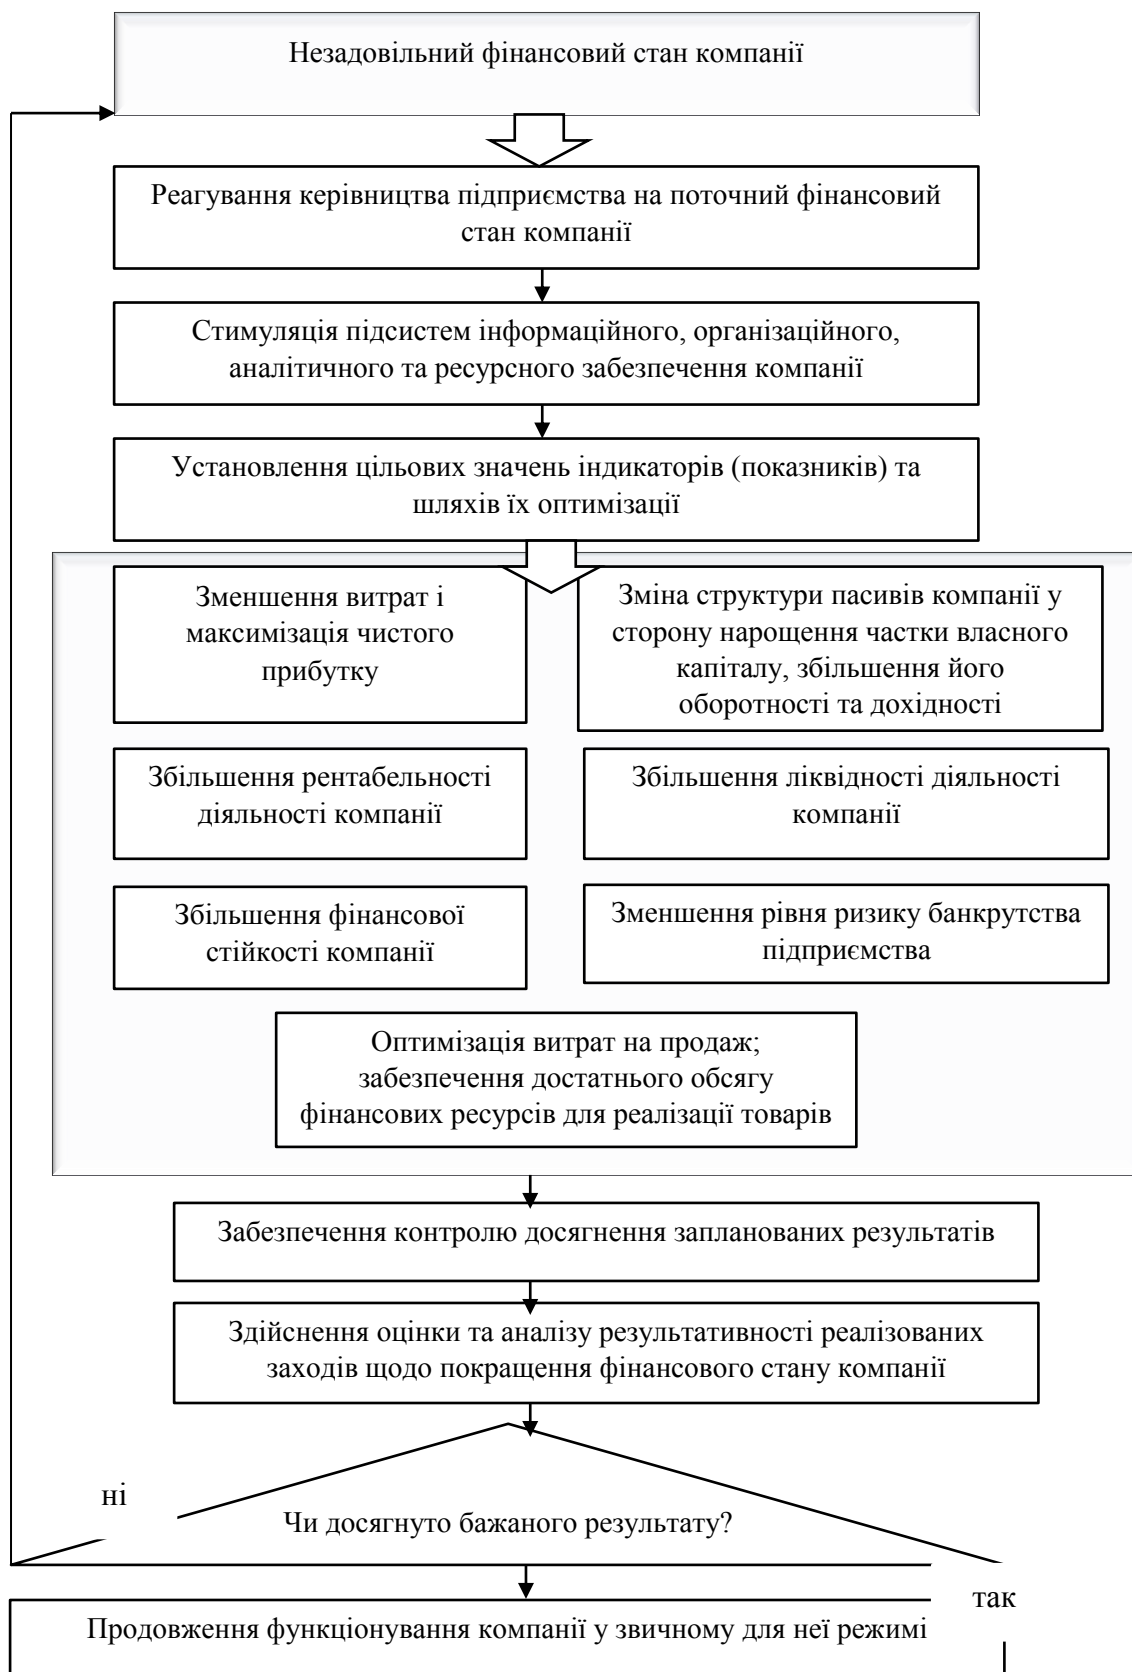 Незадовільний фінансовий стан компанії
Реагування керівництва підприємства на поточний фінансовий
стан компанії
Стимуляція підсистем інформаційного, організаційного,
аналітичного та ресурсного забезпечення компанії
Установлення цільових значень індикаторів (показників) та
шляхів їх оптимізації
Зменшення витрат і
максимізація чистого
прибутку
Зміна структури пасивів компанії у
сторону нарощення частки власного
капіталу, збільшення його
оборотності та дохідності
Збільшення рентабельності
діяльності компанії
Збільшення ліквідності діяльності
компанії
Збільшення фінансової
стійкості компанії
Зменшення рівня ризику банкрутства
підприємства
Оптимізація витрат на продаж;
забезпечення достатнього обсягу
фінансових ресурсів для реалізації товарів
Забезпечення контролю досягнення запланованих результатів
Здійснення оцінки та аналізу результативності реалізованих
заходів щодо покращення фінансового стану компанії
ні
Чи досягнуто бажаного результату?
так
Продовження функціонування компанії у звичному для неї режимі